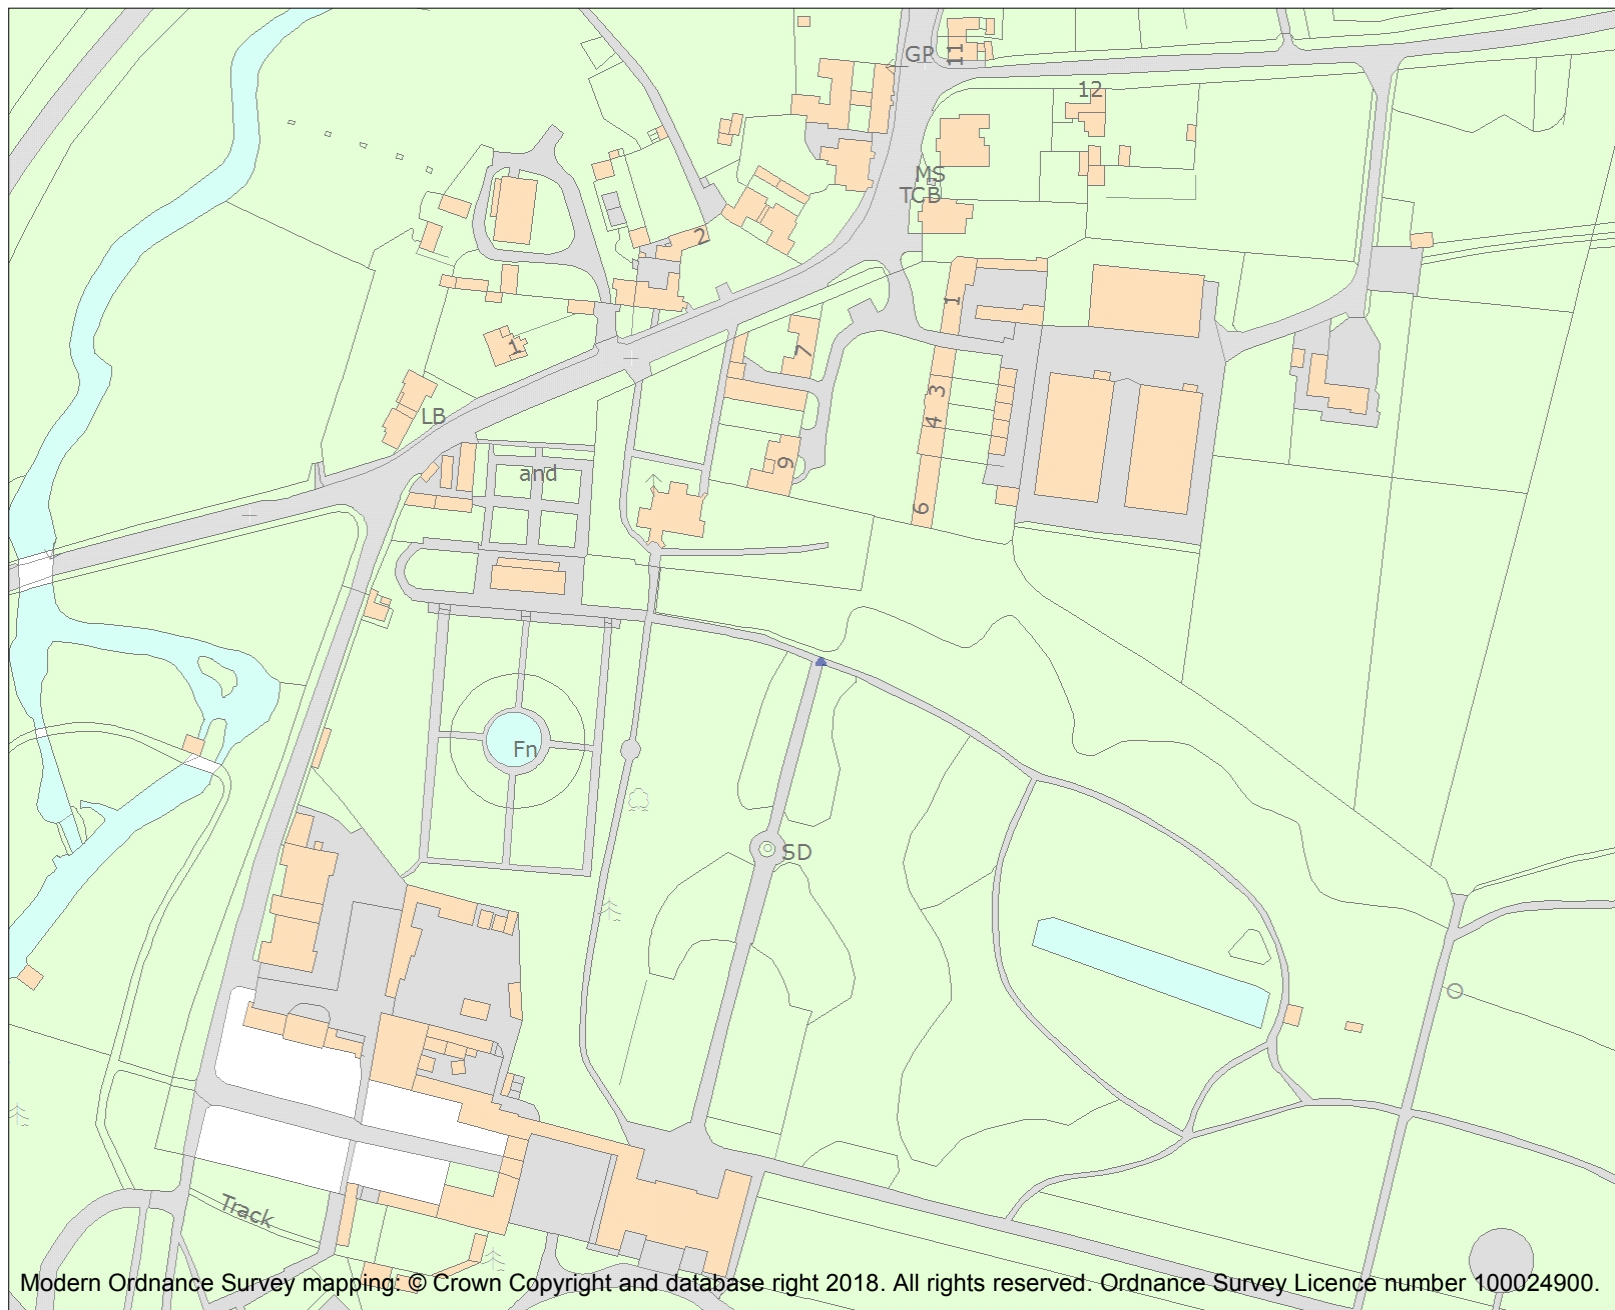 GP
11
12
MS
TCB
2
1
1
7
3
LB
4
9
and
6
Fn
SD
Track
Modern Ordnance Survey mapping: © Crown Copyright and database right 2018. All rights reserved. Ordnance Survey Licence number 100024900.